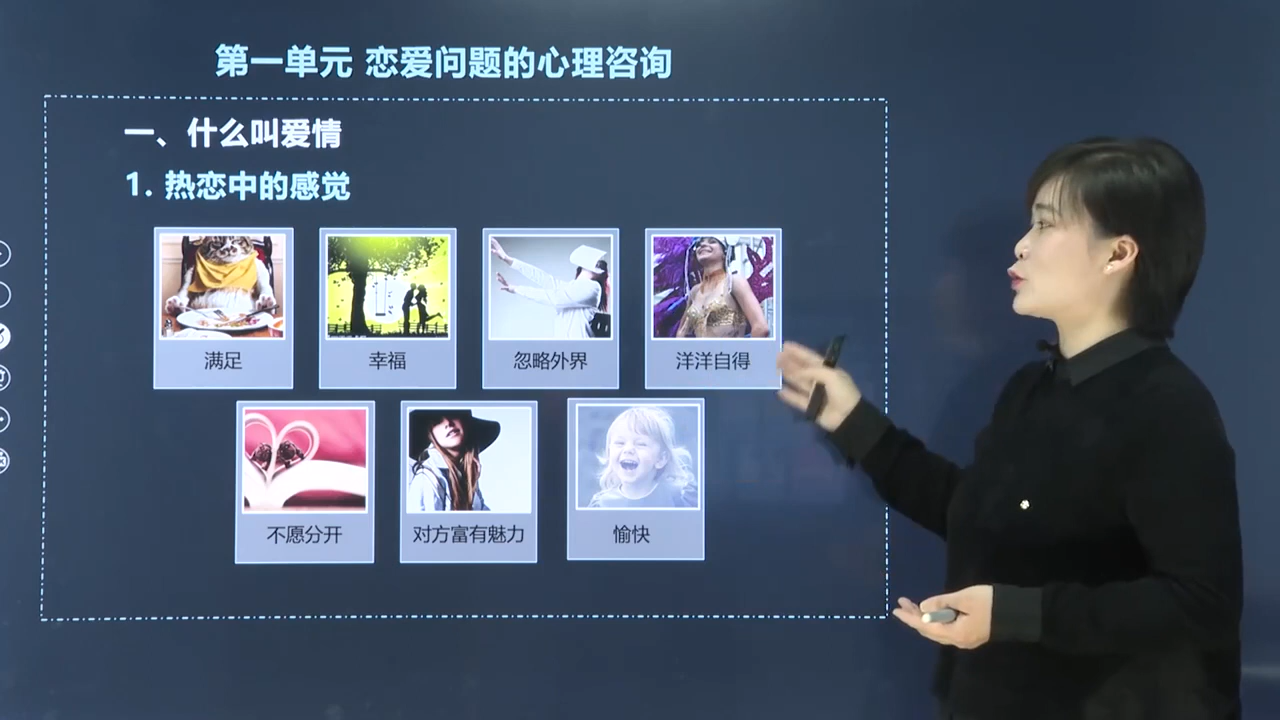 第一单元 恋爱问题的心理咨询
一、什么叫爱情
1. 热恋中的感觉
满足
幸福
忽略外界
洋洋自得
不愿分开
对方富有魅力
愉快